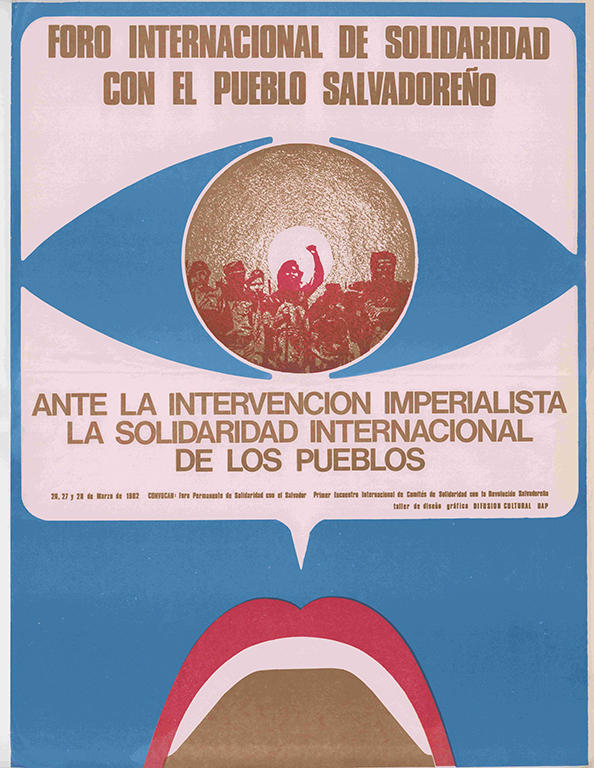 FORO INTERNACIONAL DE SOLIDARIDAD
CON EL PUEBLO SALVADOREÑO
ANTE LA INTERVENCION IMPERIALISTA
LA SOLIDARIDAD INTERNACIONAL
DE LOS PUEBLOS
26, 27 y 28 de Marzo de 1982 CONVOCAN: Foro Permanente de Solidaridad con el Salvador Primer Encuentro Internacional de Comités de Solidaridad con la Revolución Salvadoreña
taller de diseño gráfico DIFUSION CULTURAL UAP